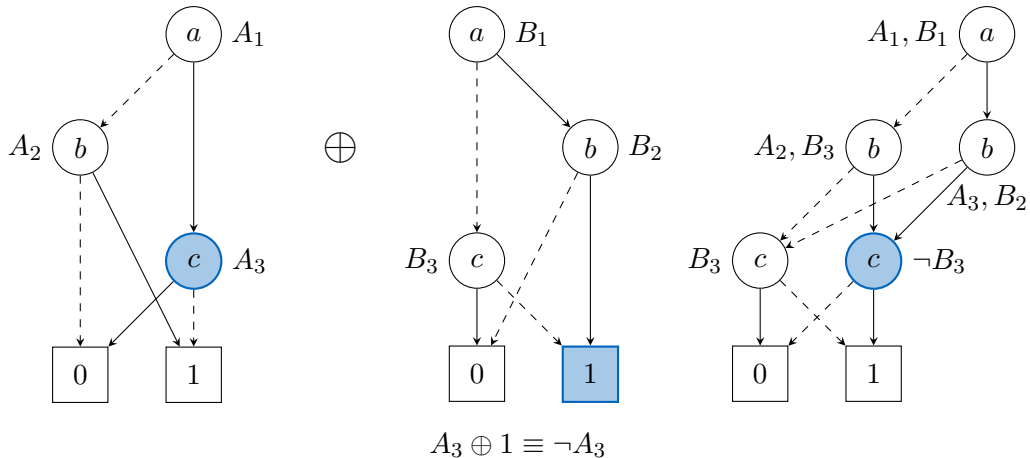 a A₁
A₂ b
c A₃
0 1
⊕
a B₁
b B₂
B₃ c
0 1
A₁, B₁ a
A₂, B₃ b b
A₃, B₂
B₃ c c ¬B₃
0 1
A₃ ⊕ 1 ≡ ¬A₃